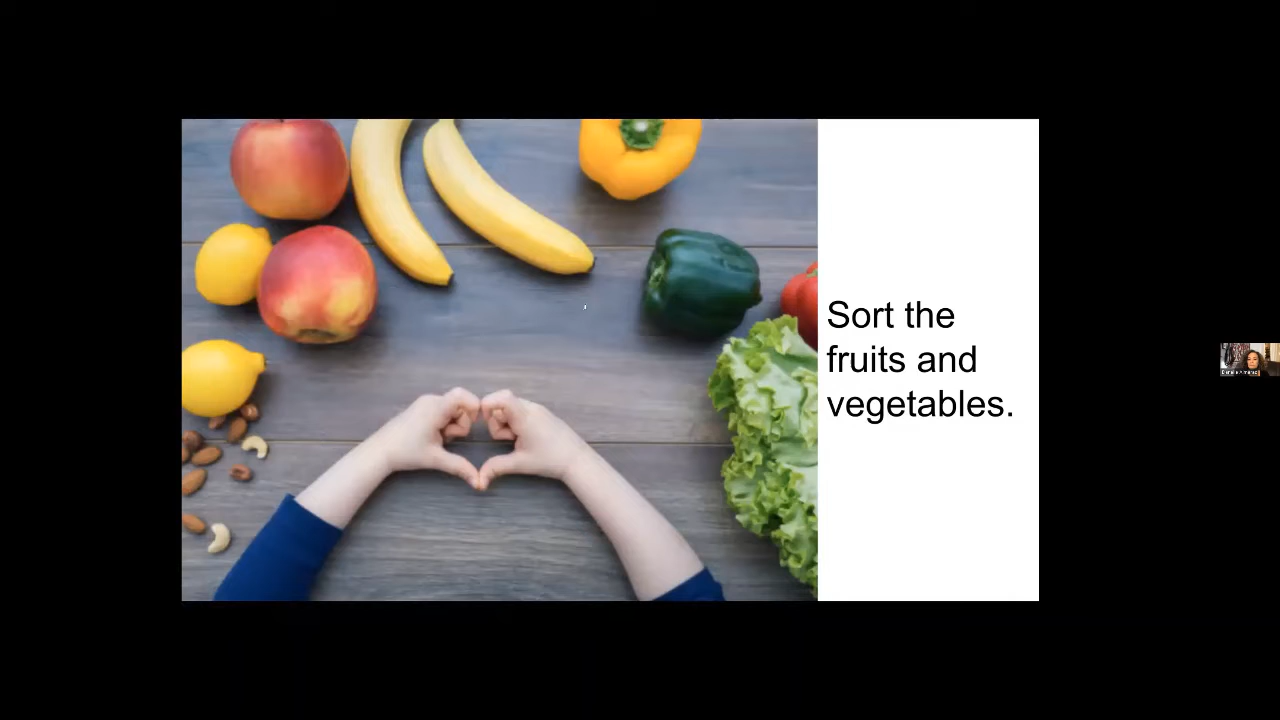 Sort the
fruits and
vegetables.